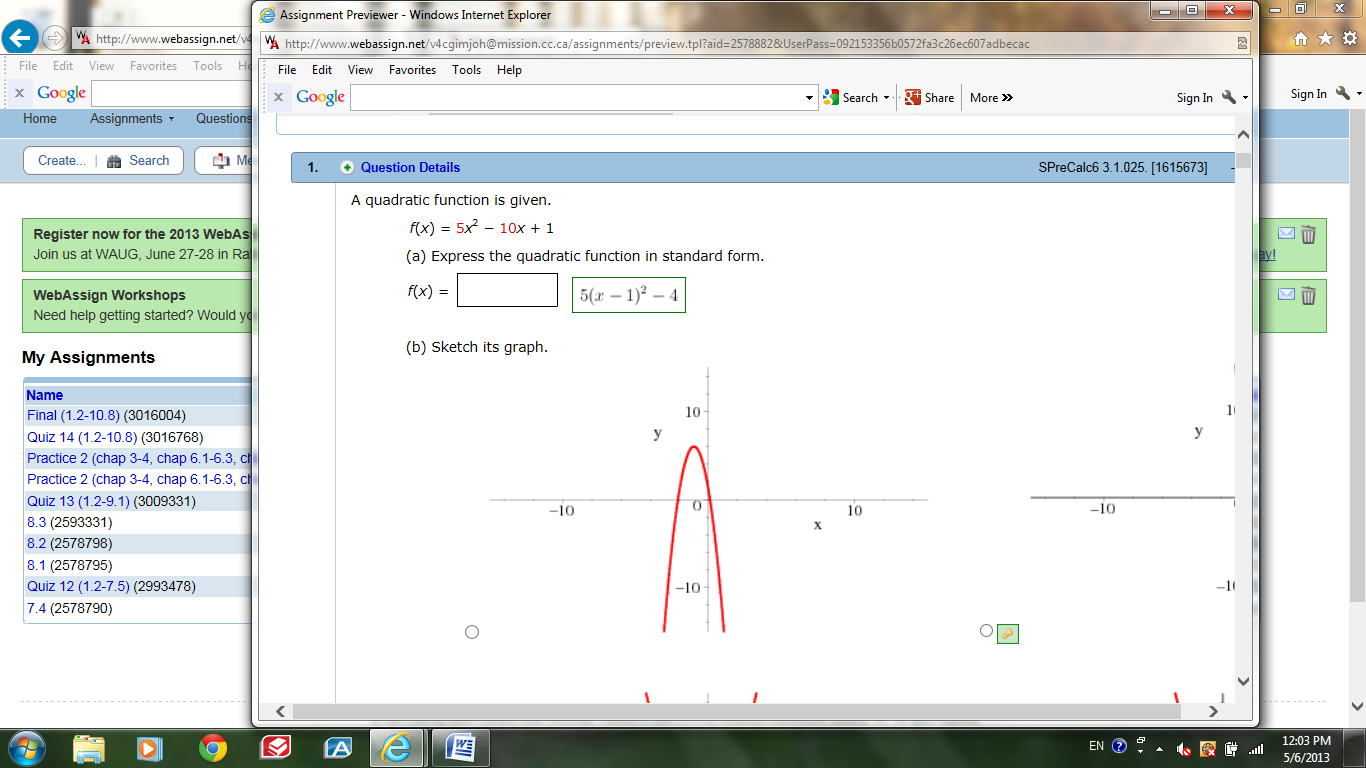 Assignment Previewer - Windows Internet Explorer
http://www.webassign.net/v4
http://www.webassign.net/v4cgimjoh@mission.cc.ca/assignments/preview.tpl?aid=2578882&UserPass=092153356b0572fa3c26ec607adbecac
File Edit View Favorites Tools He
File Edit View Favorites Tools Help
x Google
x Google Search Share More »
Sign In
Sign In
Home Assignments Questions
Create... | Search Me
1. Question Details SPreCalc6 3.1.025. [1615673] -
A quadratic function is given.
f(x) = 5x² − 10x + 1
(a) Express the quadratic function in standard form.
f(x) = 5(x − 1)² − 4
(b) Sketch its graph.
10
y
−10 0 10
x
−10
1
y
−10
−1
Register now for the 2013 WebAs
Join us at WAUG, June 27-28 in Ra
ay!
WebAssign Workshops
Need help getting started? Would yo
My Assignments
Name
Final (1.2-10.8) (3016004)
Quiz 14 (1.2-10.8) (3016768)
Practice 2 (chap 3-4, chap 6.1-6.3, ch
Practice 2 (chap 3-4, chap 6.1-6.3, ch
Quiz 13 (1.2-9.1) (3009331)
8.3 (2593331)
8.2 (2578798)
8.1 (2578795)
Quiz 12 (1.2-7.5) (2993478)
7.4 (2578790)
EN
12:03 PM
5/6/2013